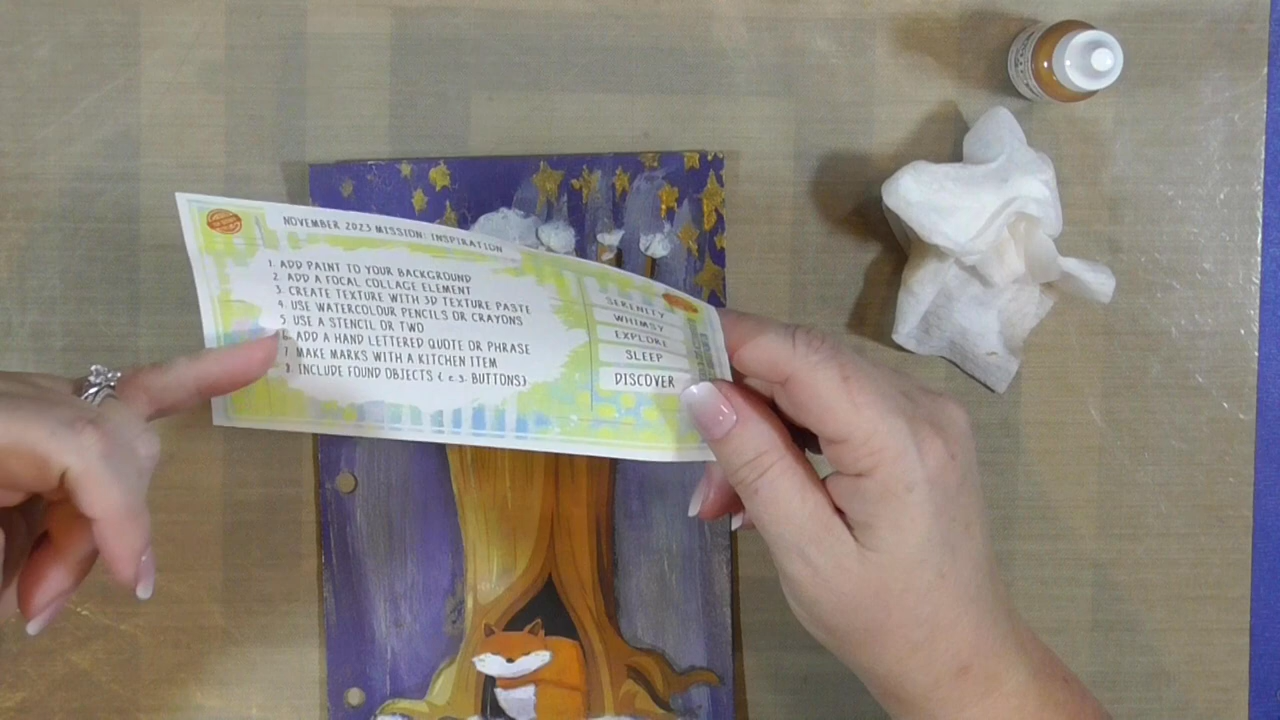 NOVEMBER 2023 MISSION: INSPIRATION
1. ADD PAINT TO YOUR BACKGROUND
2. ADD A FOCAL COLLAGE ELEMENT
3. CREATE TEXTURE WITH 3D TEXTURE PASTE
4. USE WATERCOLOUR PENCILS OR CRAYONS
5. USE A STENCIL OR TWO
6. ADD A HAND LETTERED QUOTE OR PHRASE
7. MAKE MARKS WITH A KITCHEN ITEM
8. INCLUDE FOUND OBJECTS ( e.g. BUTTONS)
SERENITY
WHIMSY
EXPLORE
SLEEP
DISCOVER